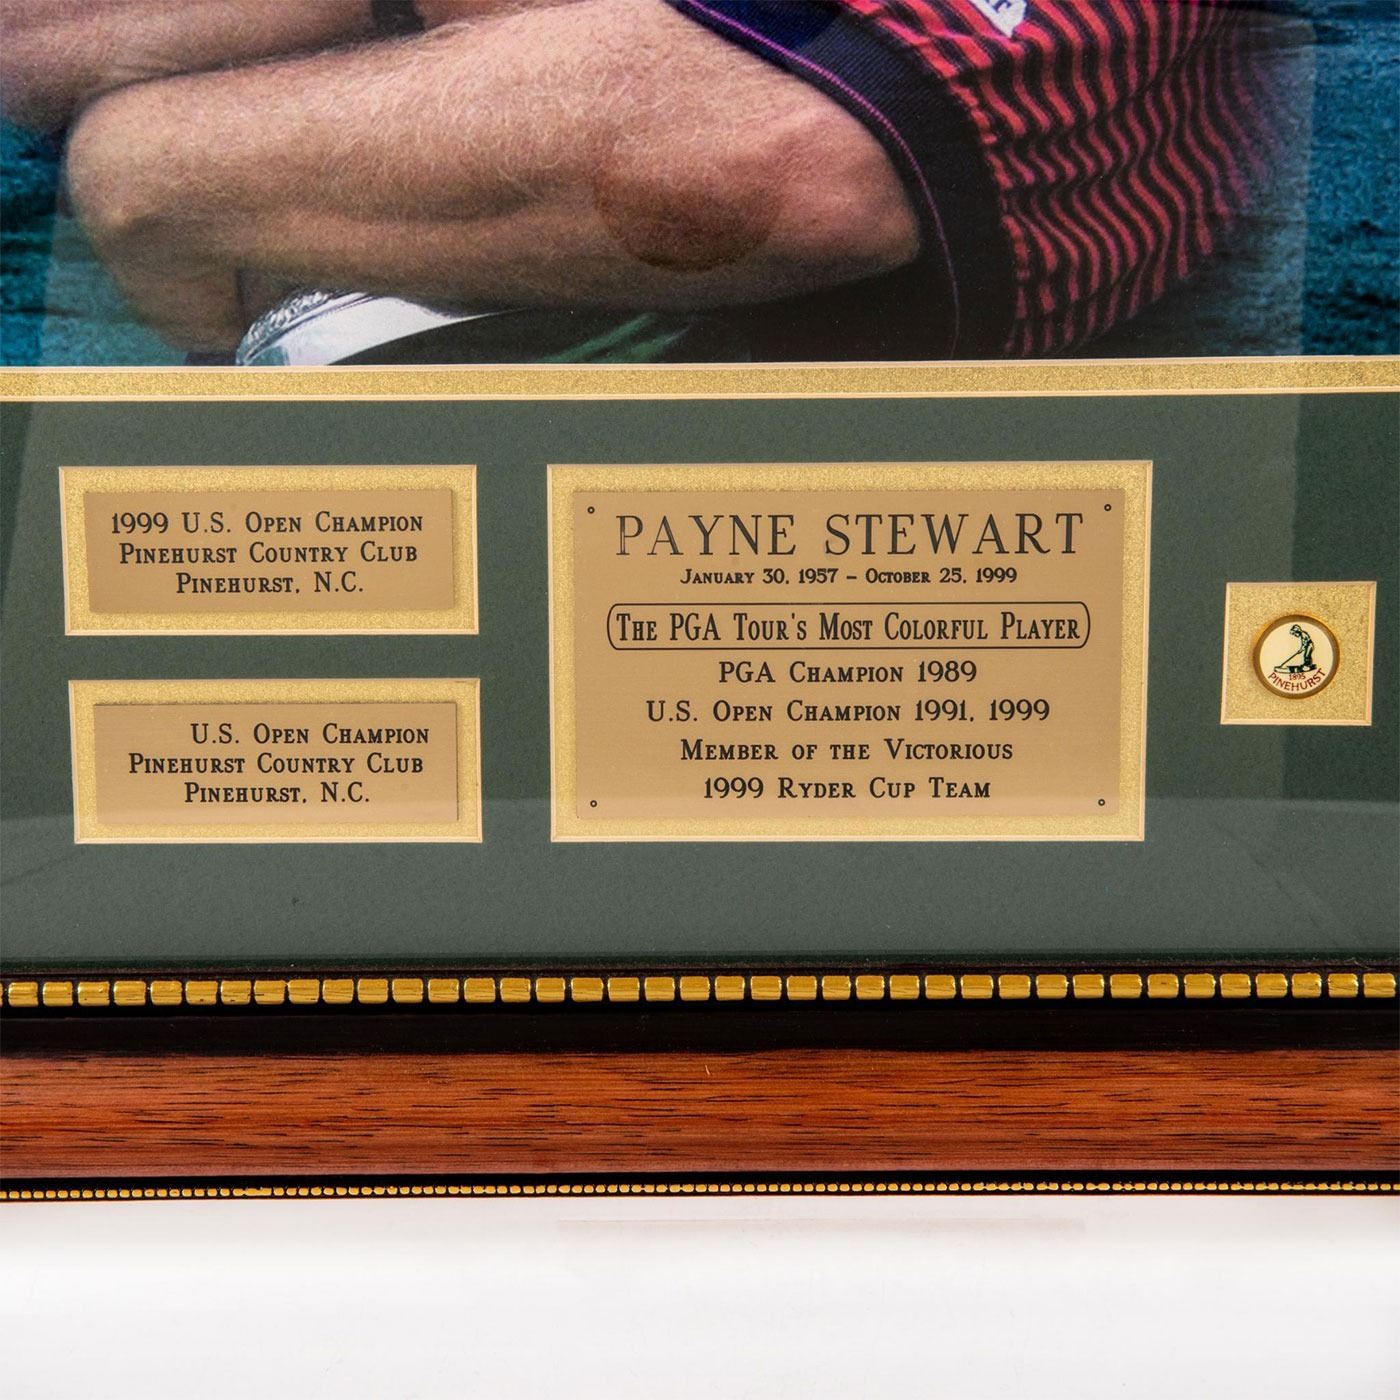 1999 U.S. Open Champion
Pinehurst Country Club
Pinehurst, N.C.
U.S. Open Champion
Pinehurst Country Club
Pinehurst, N.C.
PAYNE STEWART
January 30, 1957 – October 25, 1999
The PGA Tour's Most Colorful Player
PGA Champion 1989
U.S. Open Champion 1991, 1999
Member of the Victorious
1999 Ryder Cup Team
1895
PINEHURST